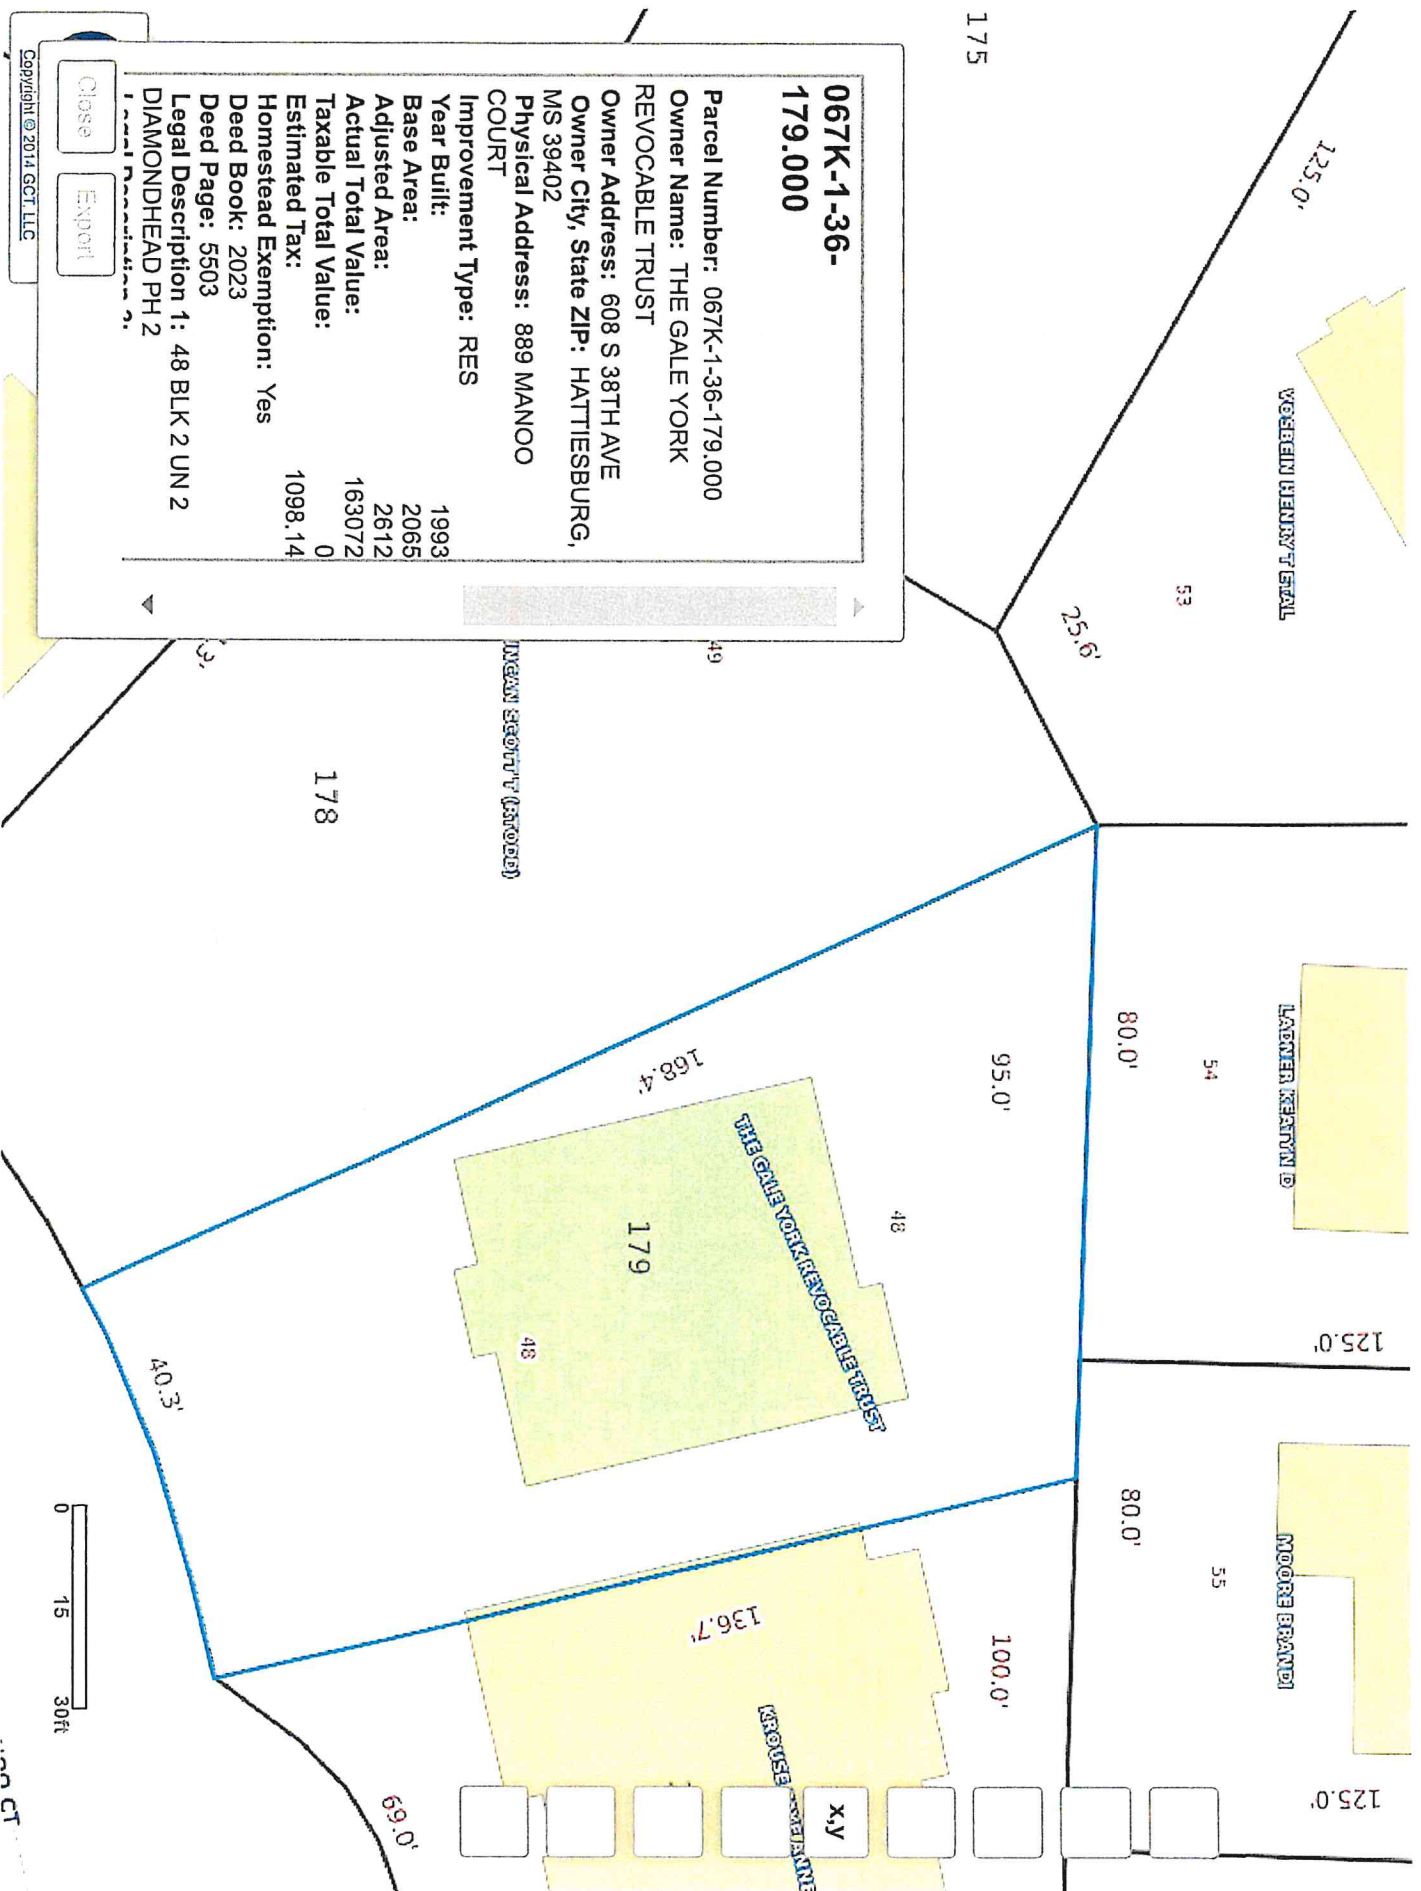 067K-1-36-
179.000
Parcel Number: 067K-1-36-179.000
Owner Name: THE GALE YORK
REVOCABLE TRUST
Owner Address: 608 S 38TH AVE
Owner City, State ZIP: HATTIESBURG,
MS 39402
Physical Address: 889 MANOO
COURT
Improvement Type: RES
Year Built: 1993
Base Area: 2065
Adjusted Area: 2612
Actual Total Value: 163072
Taxable Total Value: 0
Estimated Tax: 1098.14
Homestead Exemption: Yes
Deed Book: 2023
Deed Page: 5503
Legal Description 1: 48 BLK 2 UN 2
DIAMONDHEAD PH 2
Close
Export
Copyright © 2014 GCT, LLC
175
125.0'
VOSBEIN HENRY T ETAL
53
25.6'
49
178
LADNER KEATYN D
54
80.0'
95.0'
125.0'
168.4'
THE GALE YORK REVOCABLE TRUST
48
179
48
40.3'
MOORE BRANDI
55
80.0'
100.0'
125.0'
136.7'
KROUSE
x,y
69.0'
0
15
30ft
CT